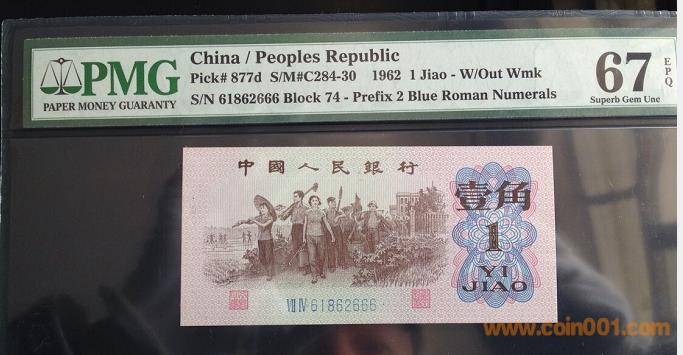 PMG
PAPER MONEY GUARANTY
China / Peoples Republic
Pick# 877d S/M#C284-30 1962 1 Jiao - W/Out Wmk
S/N 61862666 Block 74 - Prefix 2 Blue Roman Numerals
67
EPQ
Superb Gem Unc
中國人民銀行
壹角
1
YI
JIAO
VII IV 61862666
www.coin001.com